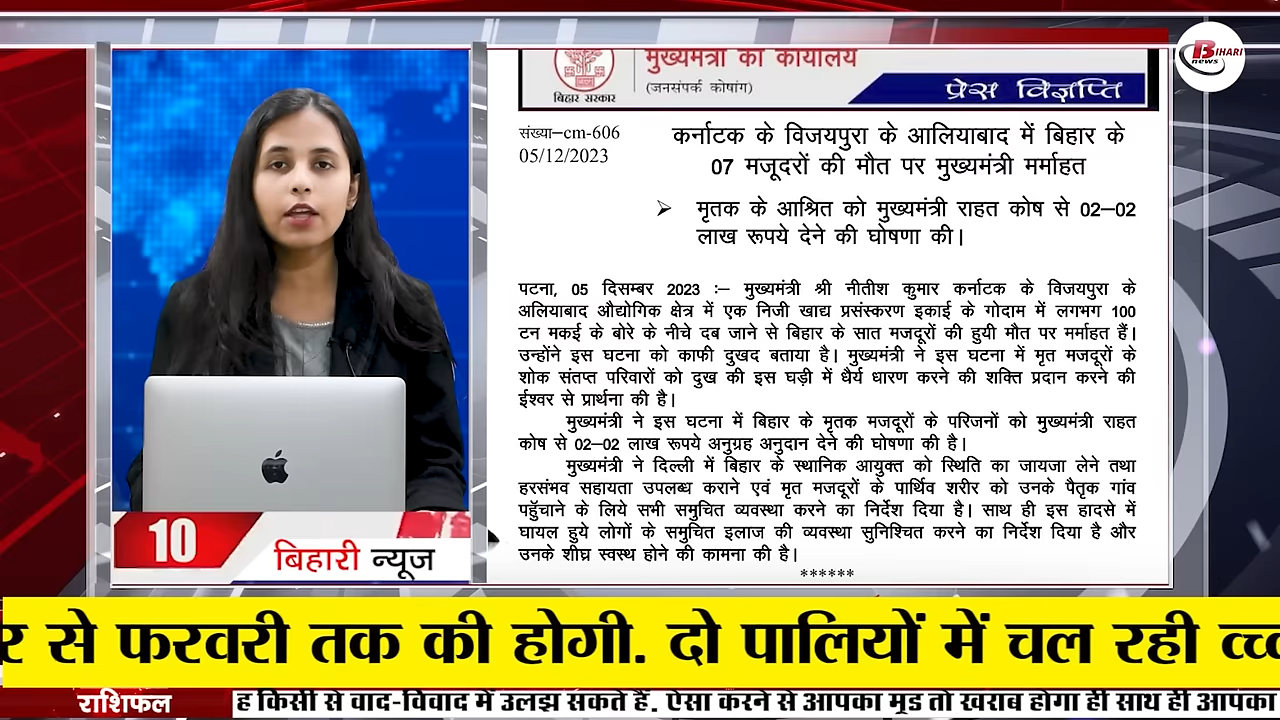 BIHARI
news
मुख्यमंत्री का कार्यालय
(जनसंपर्क कोषांग)
बिहार सरकार
प्रेस विज्ञप्ति
संख्या–cm-606
05/12/2023
कर्नाटक के विजयपुरा के आलियाबाद में बिहार के
07 मजूदरों की मौत पर मुख्यमंत्री मर्माहत
➢ मृतक के आश्रित को मुख्यमंत्री राहत कोष से 02–02
लाख रूपये देने की घोषणा की।
पटना, 05 दिसम्बर 2023 :– मुख्यमंत्री श्री नीतीश कुमार कर्नाटक के विजयपुरा के
अलियाबाद औद्योगिक क्षेत्र में एक निजी खाद्य प्रसंस्करण इकाई के गोदाम में लगभग 100
टन मकई के बोरे के नीचे दब जाने से बिहार के सात मजदूरों की हुयी मौत पर मर्माहत हैं।
उन्होंने इस घटना को काफी दुखद बताया है। मुख्यमंत्री ने इस घटना में मृत मजदूरों के
शोक संतप्त परिवारों को दुख की इस घड़ी में धैर्य धारण करने की शक्ति प्रदान करने की
ईश्वर से प्रार्थना की है।
मुख्यमंत्री ने इस घटना में बिहार के मृतक मजदूरों के परिजनों को मुख्यमंत्री राहत
कोष से 02–02 लाख रूपये अनुग्रह अनुदान देने की घोषणा की है।
मुख्यमंत्री ने दिल्ली में बिहार के स्थानिक आयुक्त को स्थिति का जायजा लेने तथा
हरसंभव सहायता उपलब्ध कराने एवं मृत मजदूरों के पार्थिव शरीर को उनके पैतृक गांव
पहुँचाने के लिये सभी समुचित व्यवस्था करने का निर्देश दिया है। साथ ही इस हादसे में
घायल हुये लोगों के समुचित इलाज की व्यवस्था सुनिश्चित करने का निर्देश दिया है और
उनके शीघ्र स्वस्थ होने की कामना की है।
******
10
बिहारी न्यूज
र से फरवरी तक की होगी. दो पालियों में चल रही
राशिफल
ह किसी से वाद-विवाद में उलझ सकते हैं. ऐसा करने से आपका मूड तो खराब होगा ही साथ ही आपका